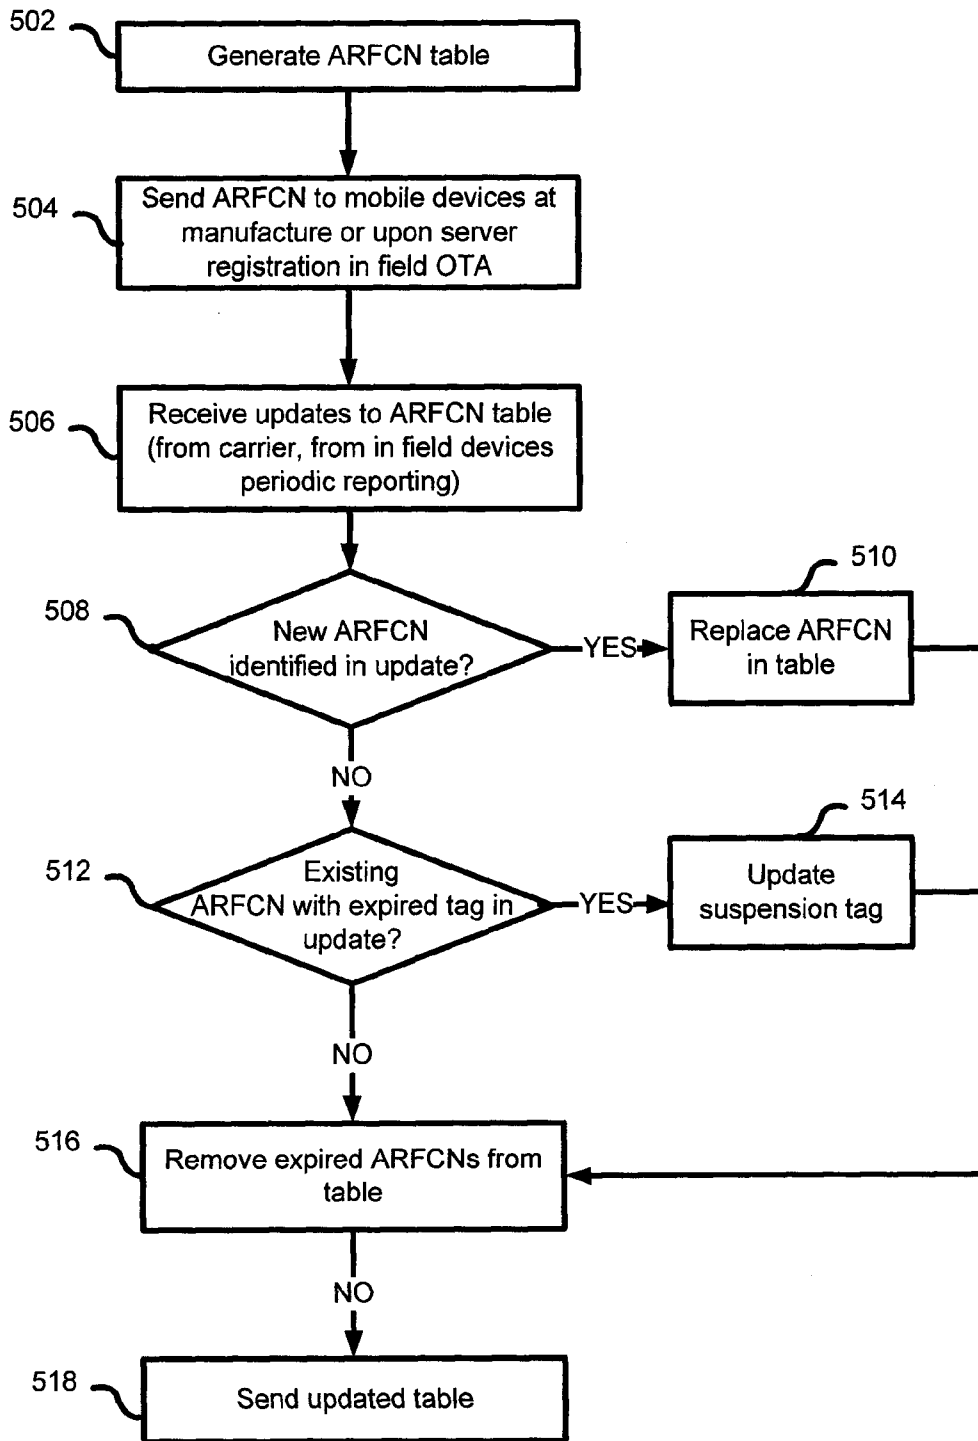 502
Generate ARFCN table
504
Send ARFCN to mobile devices at
manufacture or upon server
registration in field OTA
506
Receive updates to ARFCN table
(from carrier, from in field devices
periodic reporting)
508
New ARFCN
identified in update?
YES
510
Replace ARFCN
in table
NO
512
Existing
ARFCN with expired tag in
update?
YES
514
Update
suspension tag
NO
516
Remove expired ARFCNs from
table
NO
518
Send updated table